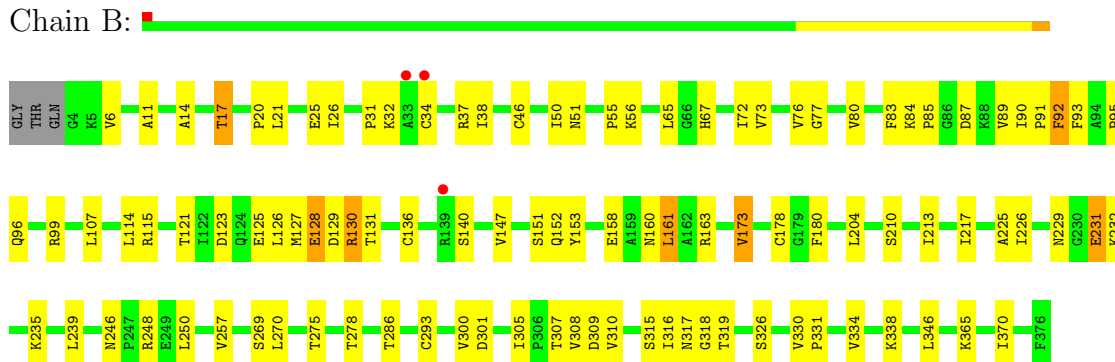 Chain B:
GLY THR GLN G4 K5 V6 A11 A14 T17 P20 L21 E25 I26 P31 K32 A33 C34 R37 I38 C46 I50 N51 P55 K56 L65 G66 H67 I72 V73 V76 G77 V80 F83 K84 P85 G86 D87 K88 V89 I90 P91 F92 F93 A94 P95
Q96 R99 L107 L114 R115 T121 I122 D123 Q124 E125 L126 M127 E128 D129 R130 T131 C136 R139 S140 V147 S151 Q152 Y153 E158 A159 N160 L161 A162 R163 V173 C178 G179 F180 L204 S210 I213 I217 A225 I226 N229 G230 E231 K232
K235 L239 N246 P247 R248 E249 L250 V257 S269 L270 T275 T278 T286 C293 V300 D301 I305 P306 T307 V308 D309 V310 S315 I316 N317 G318 T319 S326 V330 P331 V334 K338 L346 K365 I370 F376